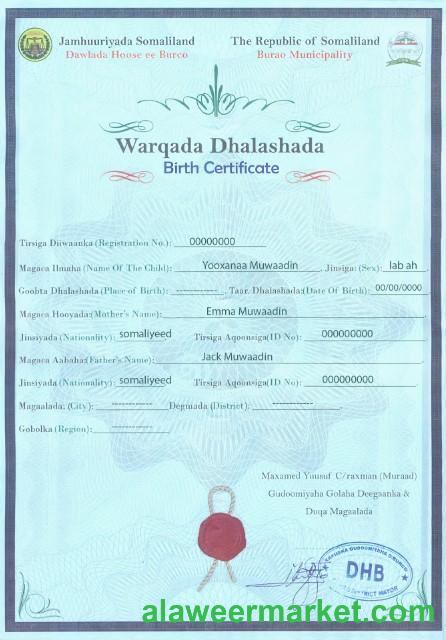 Jamhuuriyada Somaliland
The Republic of Somaliland
Dawlada Hoose ee Burco
Burao Municipality
Warqada Dhalashada
Birth Certificate
Tirsiga Diiwaanka (Registration No.): 00000000
Magaca Ilmaha (Name Of The Child): Yooxanaa Muwaadin Jinsiga: (Sex): lab ah
Goobta Dhalashada (Place of Birth): ---------- Taar. Dhalashada:(Date Of Birth): 00/00/0000
Magaca Hooyada:(Mother's Name): Emma Muwaadin
Jinsiyada (Nationality): somaliyeed Tirsiga Aqoonsiga(ID No): 000000000
Magaca Aabaha:(Father's Name): Jack Muwaadin
Jinsiyada (Nationality): somaliyeed Tirsiga Aqoonsiga(ID No): 000000000
Magaalada: (City): ---------- Degmada (District): ----------
Gobolka (Region): ----------
Maxamed Yuusuf C/raxman (Muraad)
Gudoomiyaha Golaha Deegaanka &
Duqa Magaalada
DHB
alaweermarket.com